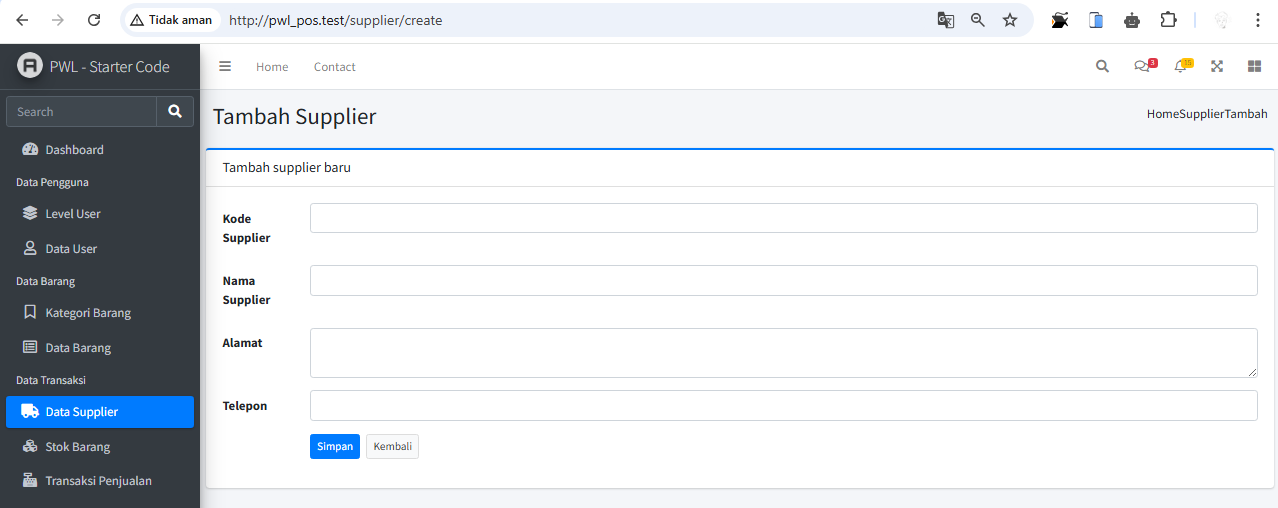 Tidak aman http://pwl_pos.test/supplier/create
PWL - Starter Code
Home Contact
3
15
Search
Tambah Supplier
HomeSupplierTambah
Dashboard
Data Pengguna
Level User
Data User
Data Barang
Kategori Barang
Data Barang
Data Transaksi
Data Supplier
Stok Barang
Transaksi Penjualan
Tambah supplier baru
Kode
Supplier
Nama
Supplier
Alamat
Telepon
Simpan Kembali